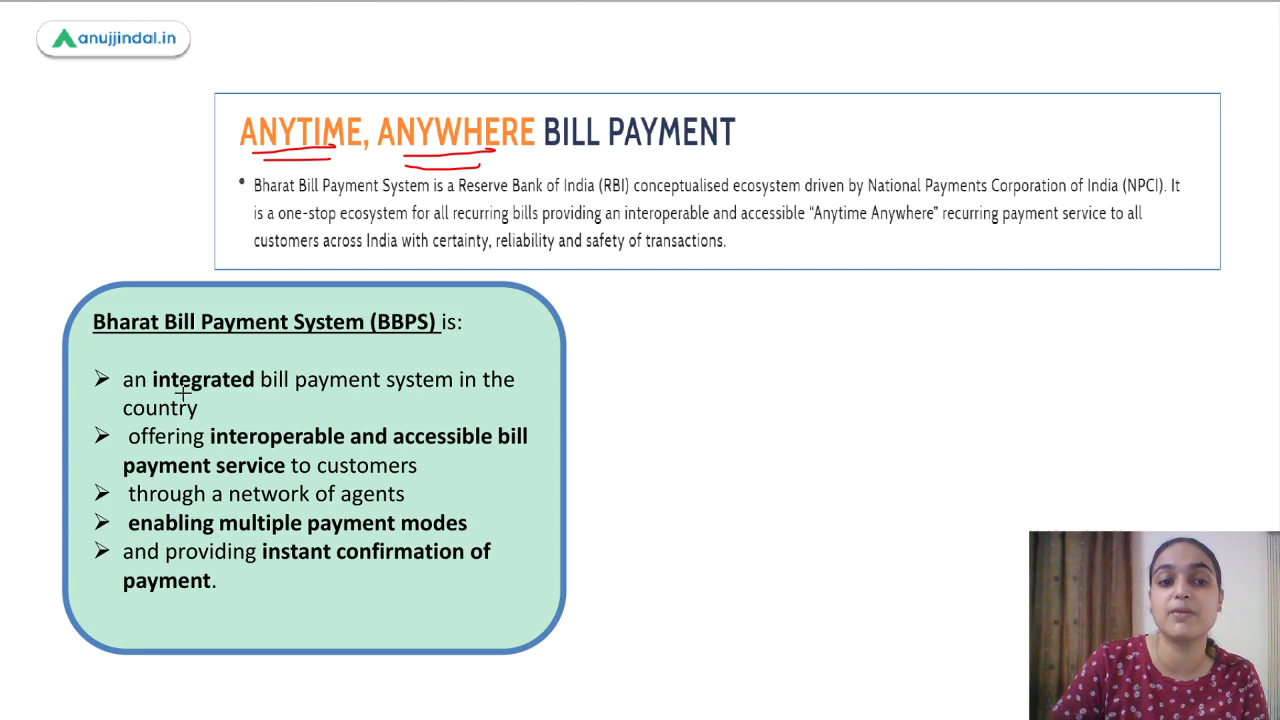 anujjindal.in
ANYTIME, ANYWHERE BILL PAYMENT
• Bharat Bill Payment System is a Reserve Bank of India (RBI) conceptualised ecosystem driven by National Payments Corporation of India (NPCI). It
is a one-stop ecosystem for all recurring bills providing an interoperable and accessible “Anytime Anywhere” recurring payment service to all
customers across India with certainty, reliability and safety of transactions.
Bharat Bill Payment System (BBPS) is:
➢ an integrated bill payment system in the
country
➢ offering interoperable and accessible bill
payment service to customers
➢ through a network of agents
➢ enabling multiple payment modes
➢ and providing instant confirmation of
payment.